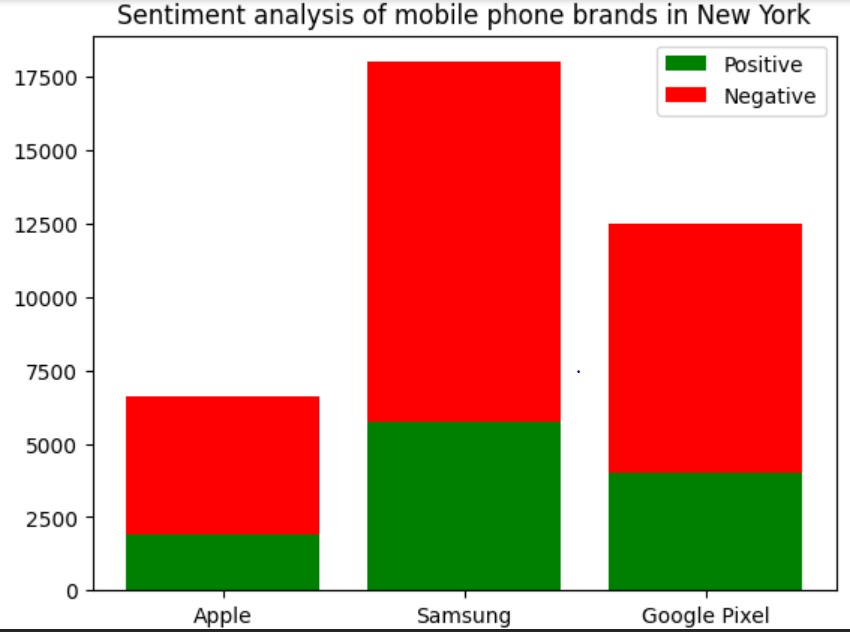 Sentiment analysis of mobile phone brands in New York
Positive
Negative
17500
15000
12500
10000
7500
5000
2500
0
Apple Samsung Google Pixel